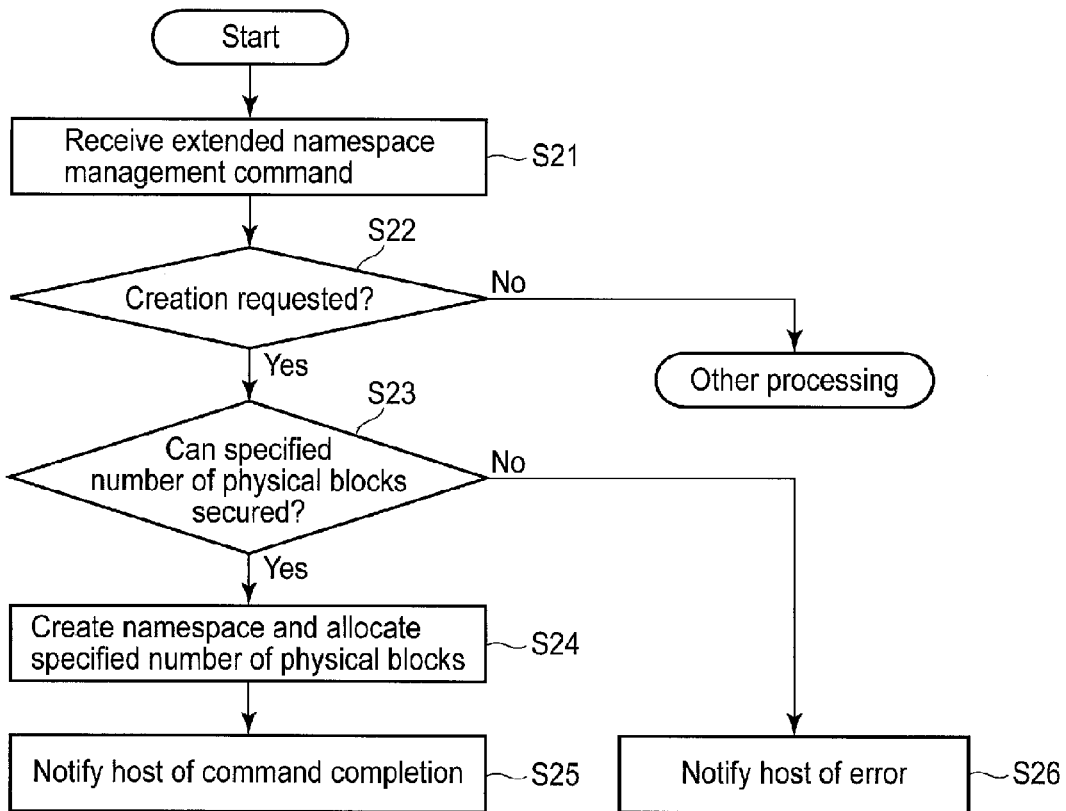 Start
Receive extended namespace
management command
S21
S22
Creation requested?
No
Yes
Other processing
S23
Can specified
number of physical blocks
secured?
No
Yes
Create namespace and allocate
specified number of physical blocks
S24
Notify host of command completion
S25
Notify host of error
S26